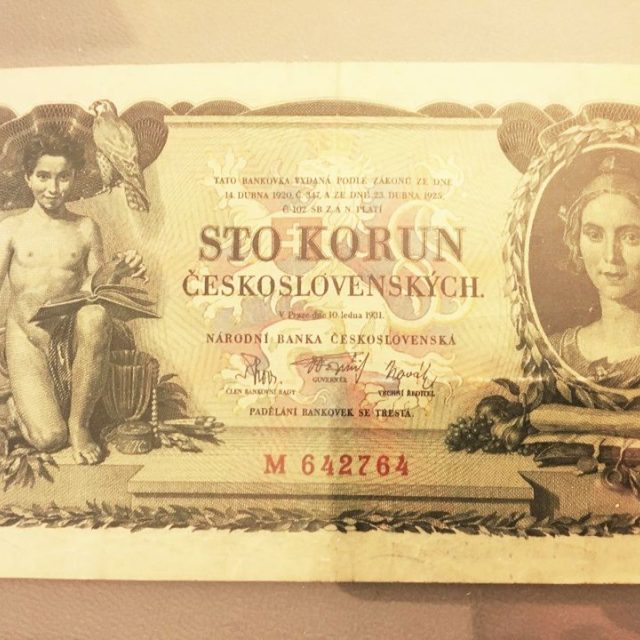 TATO BANKOVKA VYDANÁ PODLE ZÁKONŮ ZE DNE
14. DUBNA 1920, Č. 347, A ZE DNE 23. DUBNA 1925,
Č. 102, SB. Z. A N. PLATÍ
STO KORUN
ČESKOSLOVENSKÝCH.
V Praze dne 10. ledna 1931.
NÁRODNÍ BANKA ČESKOSLOVENSKÁ
ČLEN BANKOVNÍ RADY GUVERNÉR VRCHNÍ ŘEDITEL
PADĚLÁNÍ BANKOVEK SE TRESTÁ.
M 642764